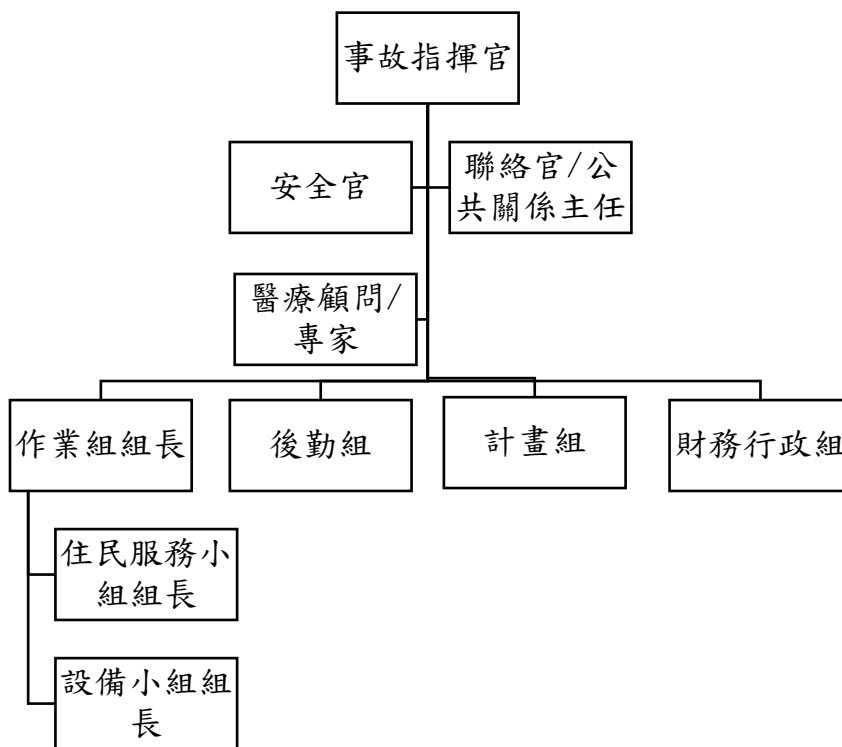 事故指揮官
安全官
聯絡官/公
共關係主任
醫療顧問/
專家
作業組組長
後勤組
計畫組
財務行政組
住民服務小
組組長
設備小組組
長